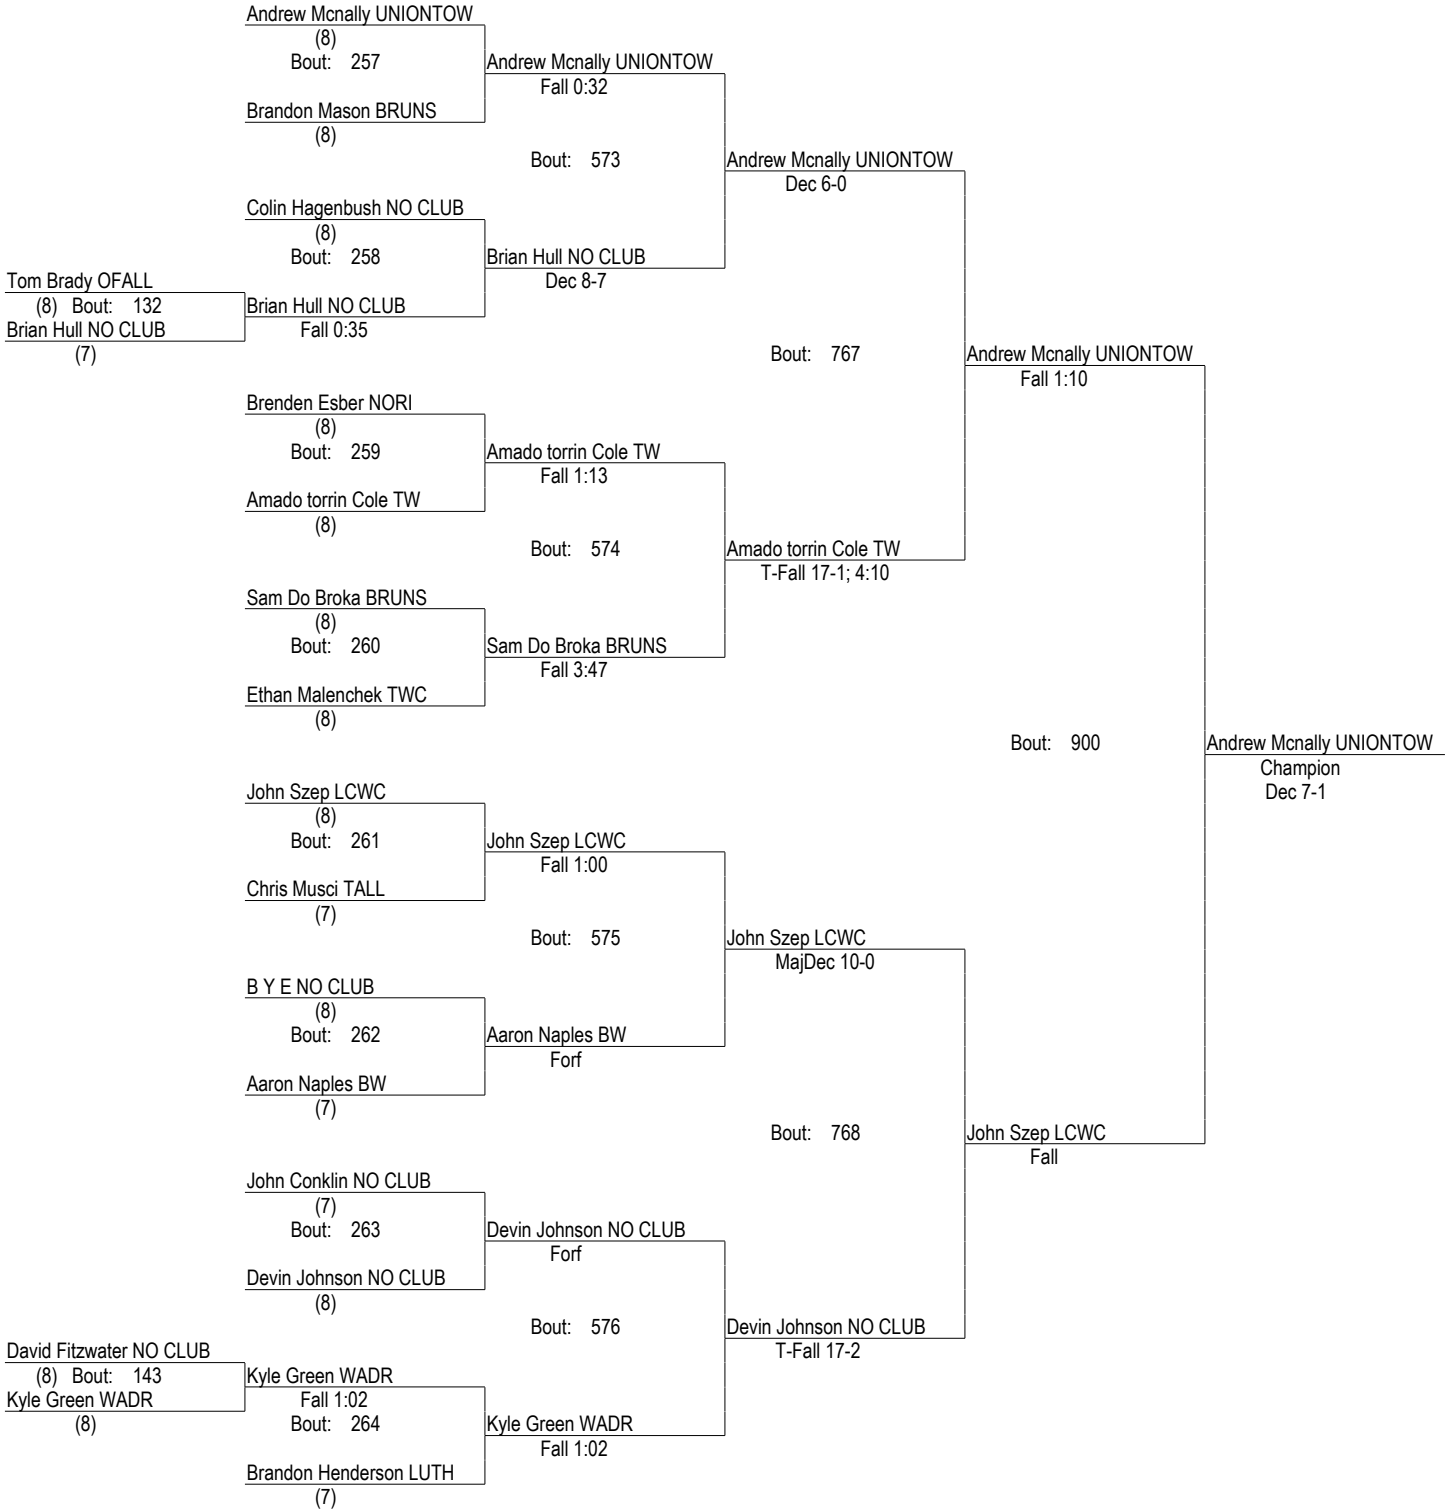 Andrew Mcnally UNIONTOW
(8)
Bout: 257
Andrew Mcnally UNIONTOW
Fall 0:32
Brandon Mason BRUNS
(8)
Bout: 573
Andrew Mcnally UNIONTOW
Dec 6-0
Colin Hagenbush NO CLUB
(8)
Bout: 258
Brian Hull NO CLUB
Dec 8-7
Tom Brady OFALL
(8) Bout: 132
Brian Hull NO CLUB
Fall 0:35
Brian Hull NO CLUB
(7)
Bout: 767
Andrew Mcnally UNIONTOW
Fall 1:10
Brenden Esber NORI
(8)
Bout: 259
Amado torrin Cole TW
Fall 1:13
Amado torrin Cole TW
(8)
Bout: 574
Amado torrin Cole TW
T-Fall 17-1; 4:10
Sam Do Broka BRUNS
(8)
Bout: 260
Sam Do Broka BRUNS
Fall 3:47
Ethan Malenchek TWC
(8)
Bout: 900
Andrew Mcnally UNIONTOW
Champion
Dec 7-1
John Szep LCWC
(8)
Bout: 261
John Szep LCWC
Fall 1:00
Chris Musci TALL
(7)
Bout: 575
John Szep LCWC
MajDec 10-0
B Y E NO CLUB
(8)
Bout: 262
Aaron Naples BW
Forf
Aaron Naples BW
(7)
Bout: 768
John Szep LCWC
Fall
John Conklin NO CLUB
(7)
Bout: 263
Devin Johnson NO CLUB
Forf
Devin Johnson NO CLUB
(8)
Bout: 576
Devin Johnson NO CLUB
T-Fall 17-2
David Fitzwater NO CLUB
(8) Bout: 143
Kyle Green WADR
Fall 1:02
Kyle Green WADR
(8)
Bout: 264
Kyle Green WADR
Fall 1:02
Brandon Henderson LUTH
(7)